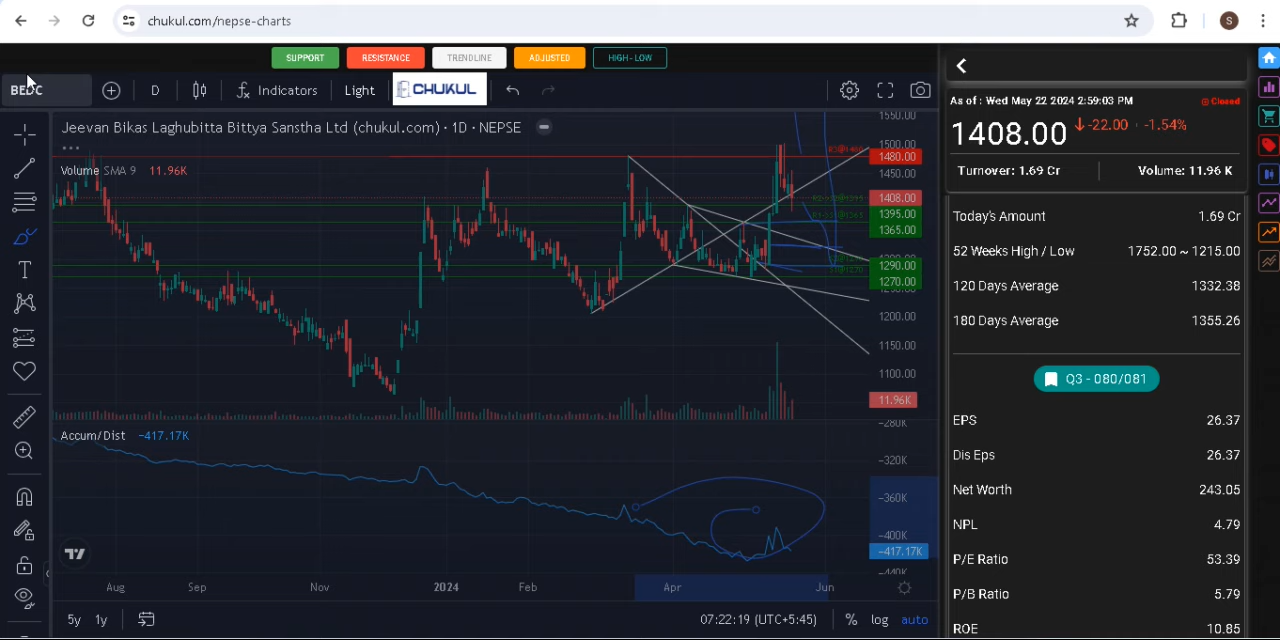 chukul.com/nepse-charts
S
SUPPORT
RESISTANCE
TRENDLINE
ADJUSTED
HIGH - LOW
D
Indicators
Light
CHUKUL
Jeevan Bikas Laghubitta Bittya Sanstha Ltd (chukul.com) · 1D · NEPSE
Volume SMA 9 11.96K
1550.00
1500.00
1480.00
1450.00
1408.00
1395.00
1365.00
1290.00
1270.00
1200.00
1150.00
1100.00
11.96K
Accum/Dist -417.17K
-280K
-320K
-360K
-400K
-417.17K
-440K
Aug
Sep
Nov
2024
Feb
Apr
Jun
5y
1y
07:22:19 (UTC+5:45)
%
log
auto
As of : Wed May 22 2024 2:59:03 PM
Closed
1408.00
-22.00 · -1.54%
Turnover: 1.69 Cr
Volume: 11.96 K
Today's Amount 1.69 Cr
52 Weeks High / Low 1752.00 ~ 1215.00
120 Days Average 1332.38
180 Days Average 1355.26
Q3 - 080/081
EPS 26.37
Dis Eps 26.37
Net Worth 243.05
NPL 4.79
P/E Ratio 53.39
P/B Ratio 5.79
ROE 10.85